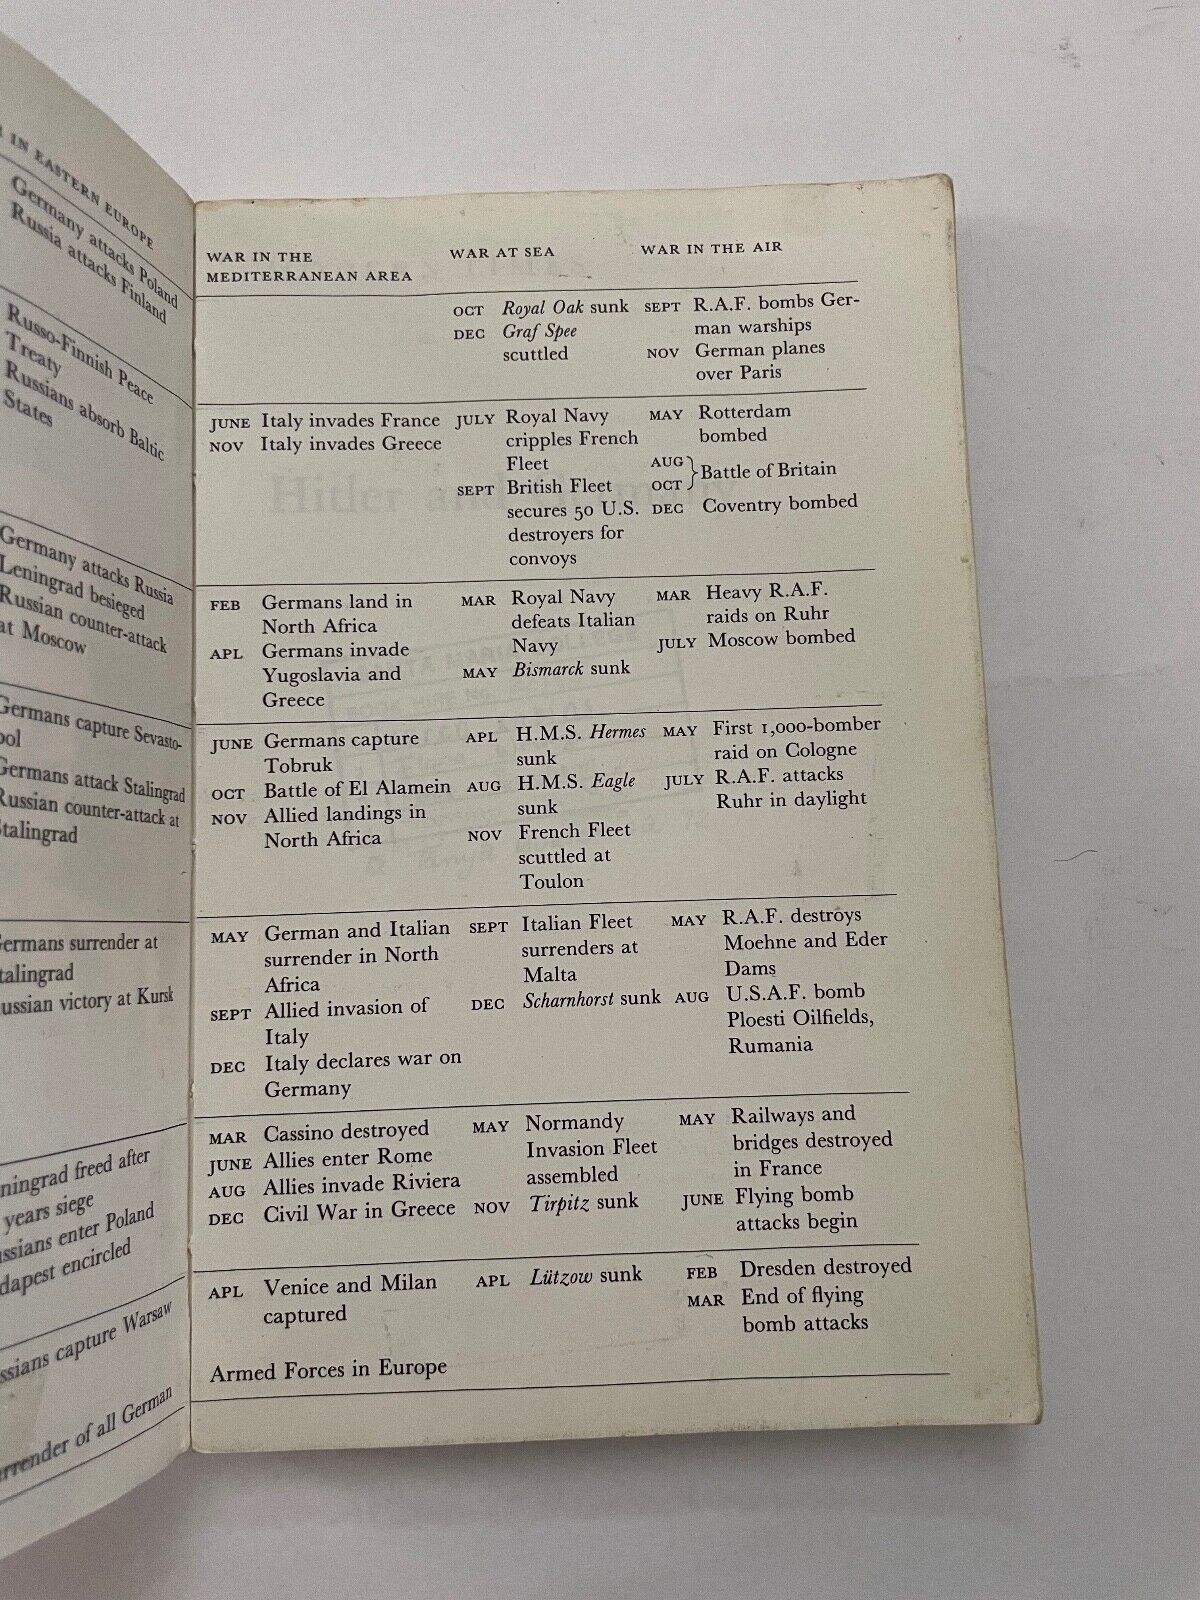 IN EASTERN EUROPE
Germany attacks Poland
Russia attacks Finland
Russo-Finnish Peace
Treaty
Russians absorb Baltic
States
Germany attacks Russia
Leningrad besieged
Russian counter-attack
at Moscow
Germans capture Sevasto-
pol
Germans attack Stalingrad
Russian counter-attack at
Stalingrad
Germans surrender at
Stalingrad
Russian victory at Kursk
freed after
years siege
enter Poland
encircled
capture Warsaw
of all German
WAR IN THE
MEDITERRANEAN AREA
WAR AT SEA
WAR IN THE AIR
OCT Royal Oak sunk
DEC Graf Spee
scuttled
SEPT R.A.F. bombs Ger-
man warships
NOV German planes
over Paris
JUNE Italy invades France
NOV Italy invades Greece
JULY Royal Navy
cripples French
Fleet
SEPT British Fleet
secures 50 U.S.
destroyers for
convoys
MAY Rotterdam
bombed
AUG
OCT } Battle of Britain
DEC Coventry bombed
FEB Germans land in
North Africa
APL Germans invade
Yugoslavia and
Greece
MAR Royal Navy
defeats Italian
Navy
MAY Bismarck sunk
MAR Heavy R.A.F.
raids on Ruhr
JULY Moscow bombed
JUNE Germans capture
Tobruk
OCT Battle of El Alamein
NOV Allied landings in
North Africa
APL H.M.S. Hermes
sunk
AUG H.M.S. Eagle
sunk
NOV French Fleet
scuttled at
Toulon
MAY First 1,000-bomber
raid on Cologne
JULY R.A.F. attacks
Ruhr in daylight
MAY German and Italian
surrender in North
Africa
SEPT Allied invasion of
Italy
DEC Italy declares war on
Germany
SEPT Italian Fleet
surrenders at
Malta
DEC Scharnhorst sunk
MAY R.A.F. destroys
Moehne and Eder
Dams
AUG U.S.A.F. bomb
Ploesti Oilfields,
Rumania
MAR Cassino destroyed
JUNE Allies enter Rome
AUG Allies invade Riviera
DEC Civil War in Greece
MAY Normandy
Invasion Fleet
assembled
NOV Tirpitz sunk
MAY Railways and
bridges destroyed
in France
JUNE Flying bomb
attacks begin
APL Venice and Milan
captured
APL Lützow sunk
FEB Dresden destroyed
MAR End of flying
bomb attacks
Armed Forces in Europe